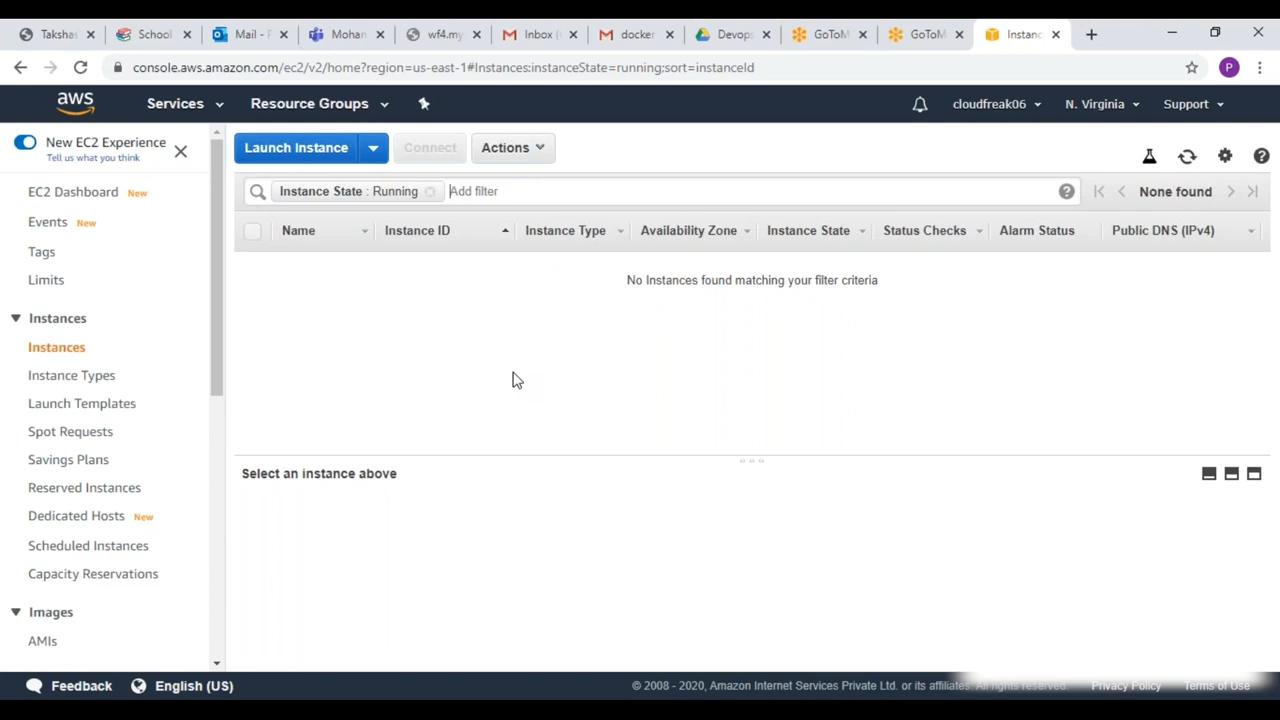 Takshas
School
Mail - F
Mohan
wf4.my
Inbox (
docker
Devops
GoToM
GoToM
Instanc
console.aws.amazon.com/ec2/v2/home?region=us-east-1#Instances:instanceState=running;sort=instanceId
P
aws
Services
Resource Groups
cloudfreak06
N. Virginia
Support
New EC2 Experience
Tell us what you think
EC2 Dashboard New
Events New
Tags
Limits
Instances
Instances
Instance Types
Launch Templates
Spot Requests
Savings Plans
Reserved Instances
Dedicated Hosts New
Scheduled Instances
Capacity Reservations
Images
AMIs
Launch Instance
Connect
Actions
Instance State : Running
Add filter
None found
Name
Instance ID
Instance Type
Availability Zone
Instance State
Status Checks
Alarm Status
Public DNS (IPv4)
No Instances found matching your filter criteria
Select an instance above
Feedback
English (US)
© 2008 - 2020, Amazon Internet Services Private Ltd. or its affiliates. All rights reserved.
Privacy Policy
Terms of Use